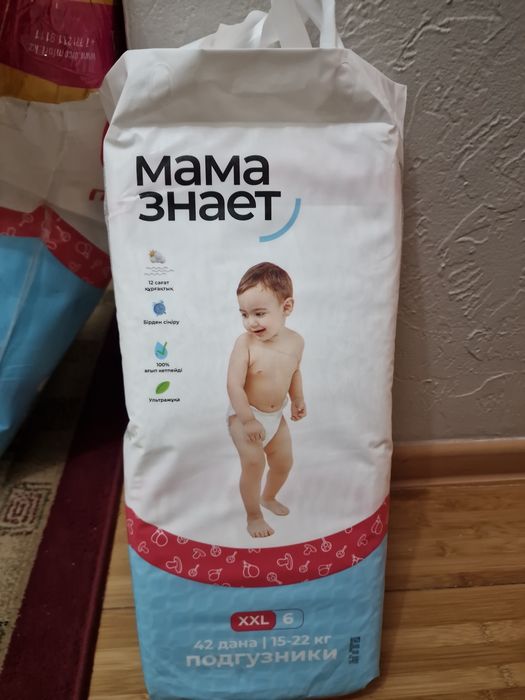 мама
знает
12 сағат
құрғақтық
Бірден сіңіру
100%
ағып кетпейді
Ультражұқа
XXL 6
42 дана | 15-22 кг
подгузники